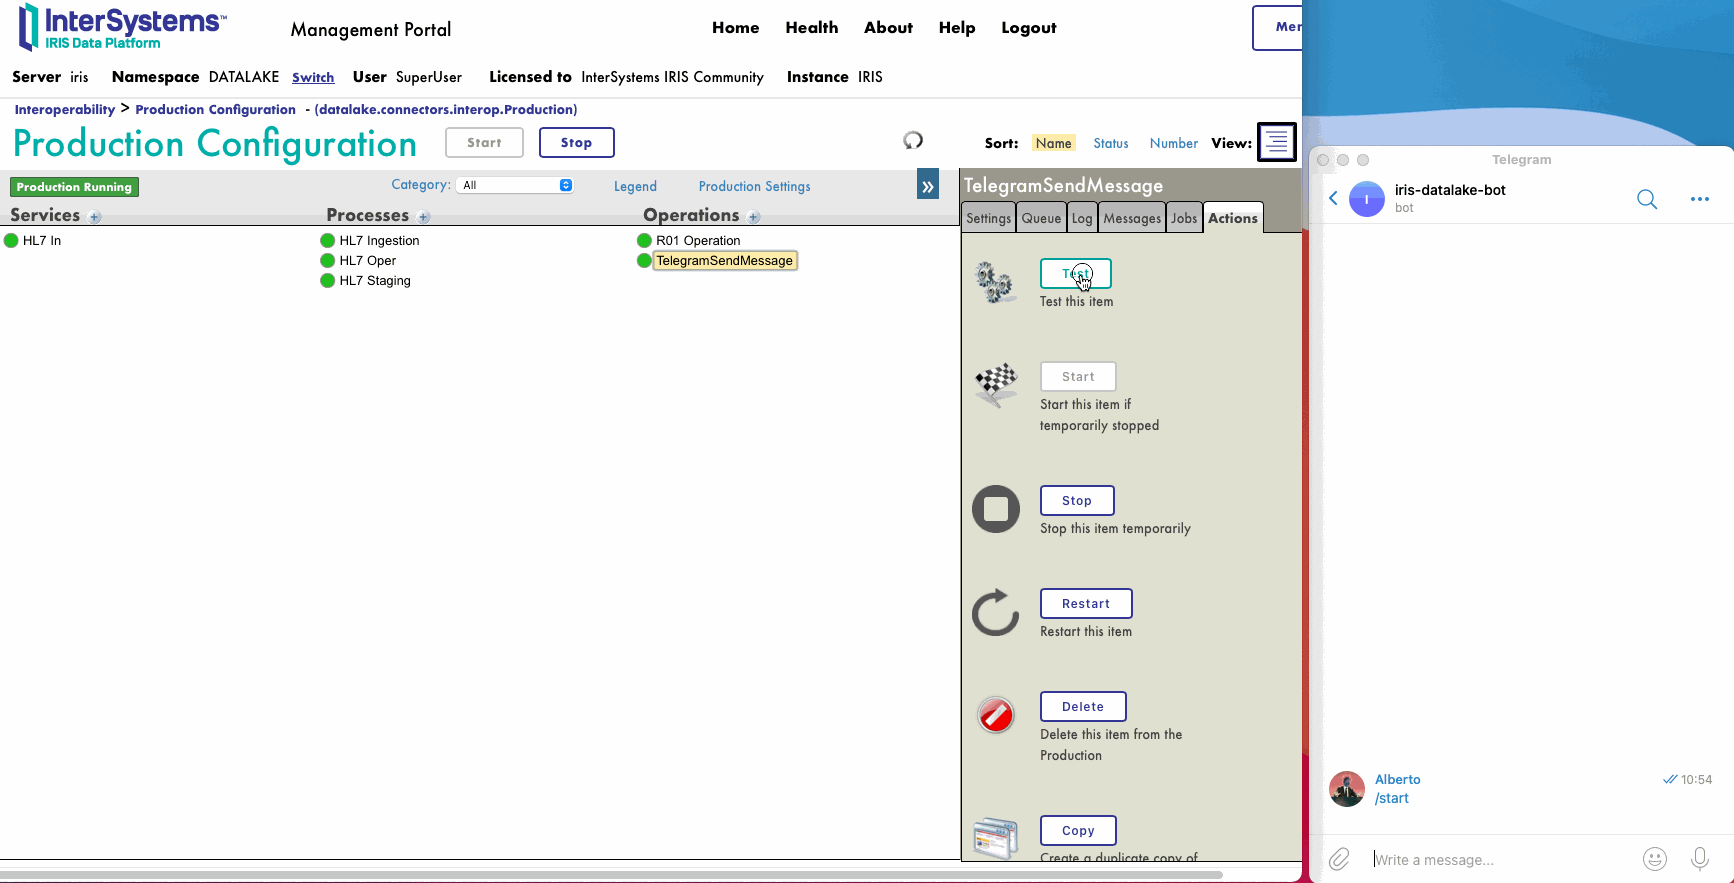 InterSystems™
IRIS Data Platform
Management Portal
Home Health About Help Logout
Mer
Server iris Namespace DATALAKE Switch User SuperUser Licensed to InterSystems IRIS Community Instance IRIS
Interoperability > Production Configuration - (datalake.connectors.interop.Production)
Production Configuration
Start
Stop
Sort: Name Status Number View:
Production Running
Category: All
Legend
Production Settings
»
Services
Processes
Operations
HL7 In
HL7 Ingestion
HL7 Oper
HL7 Staging
R01 Operation
TelegramSendMessage
TelegramSendMessage
Settings Queue Log Messages Jobs Actions
Test
Test this item
Start
Start this item if
temporarily stopped
Stop
Stop this item temporarily
Restart
Restart this item
Delete
Delete this item from the
Production
Copy
Create a duplicate copy of
Telegram
I
iris-datalake-bot
bot
Alberto
10:54
/start
Write a message...